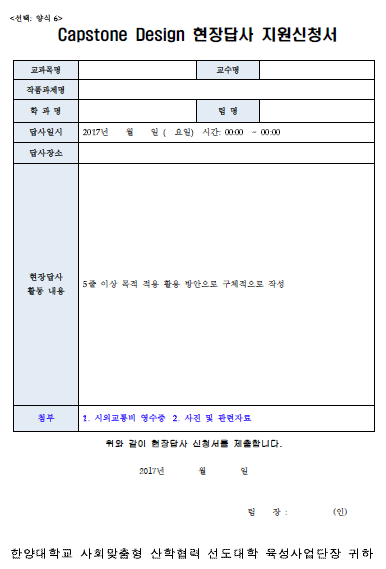 <선택: 양식 6>
Capstone Design 현장답사 지원신청서
교과목명 교수명
작품과제명
학 과 명 팀 명
답사일시 2017년 월 일 ( 요일) 시간: 00:00 ~ 00:00
답사장소
현장답사
활동 내용
5줄 이상 목적 적용 활용 방안으로 구체적으로 작성
첨부 1. 시외교통비 영수증 2. 사진 및 관련자료
위와 같이 현장답사 신청서를 제출합니다.
2017년 월 일
팀 장 : (인)
한양대학교 사회맞춤형 산학협력 선도대학 육성사업단장 귀하